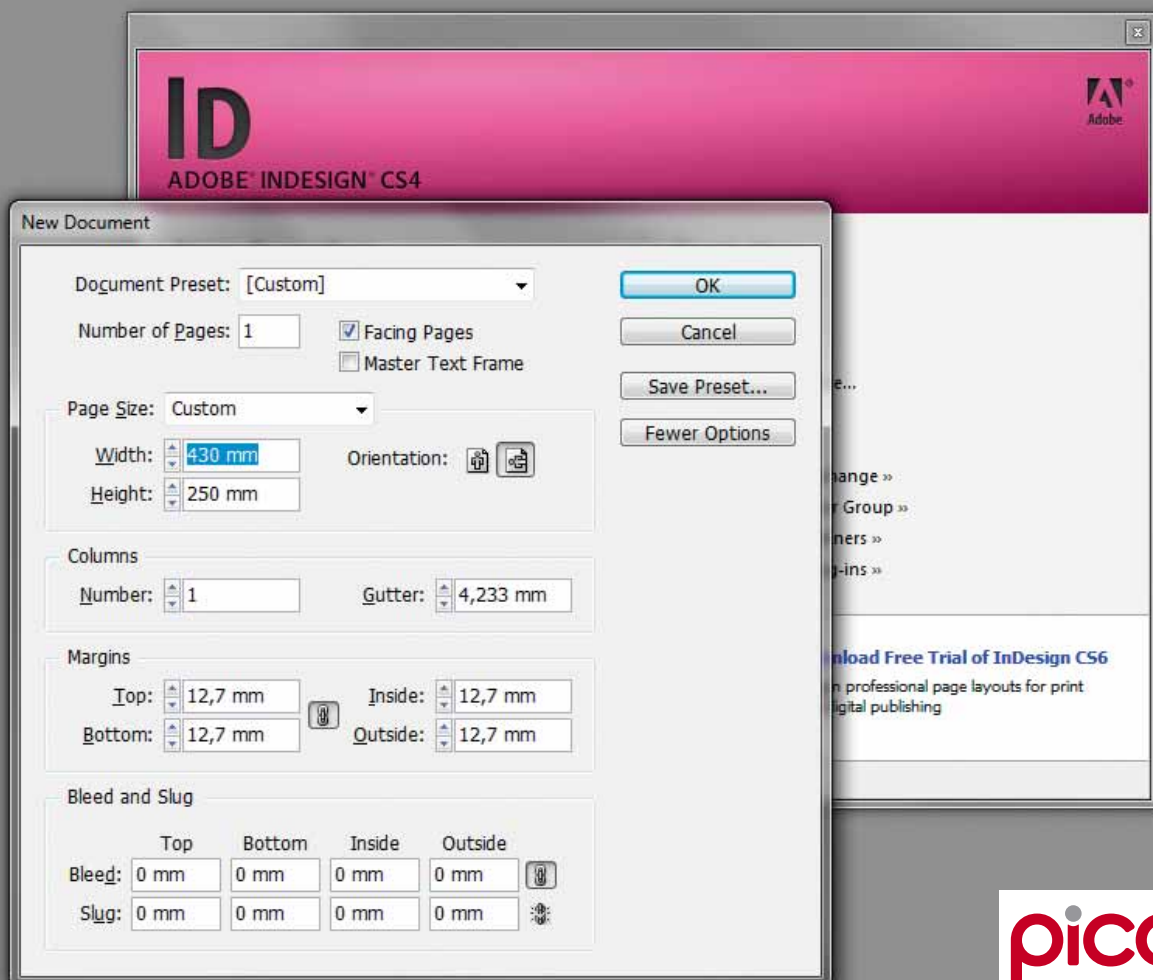 ID
Adobe
ADOBE® INDESIGN® CS4
New Document
Document Preset: [Custom]
OK
Number of Pages: 1
Facing Pages
Cancel
Master Text Frame
Save Preset...
Page Size: Custom
Fewer Options
Width: 430 mm
Orientation:
Height: 250 mm
Group »
Columns
Number: 1
Gutter: 4,233 mm
Margins
nload Free Trial of InDesign CS6
professional page layouts for print
Top: 12,7 mm
Inside: 12,7 mm
igital publishing
Bottom: 12,7 mm
Outside: 12,7 mm
Bleed and Slug
Top Bottom Inside Outside
Bleed: 0 mm 0 mm 0 mm 0 mm
Slug: 0 mm 0 mm 0 mm 0 mm